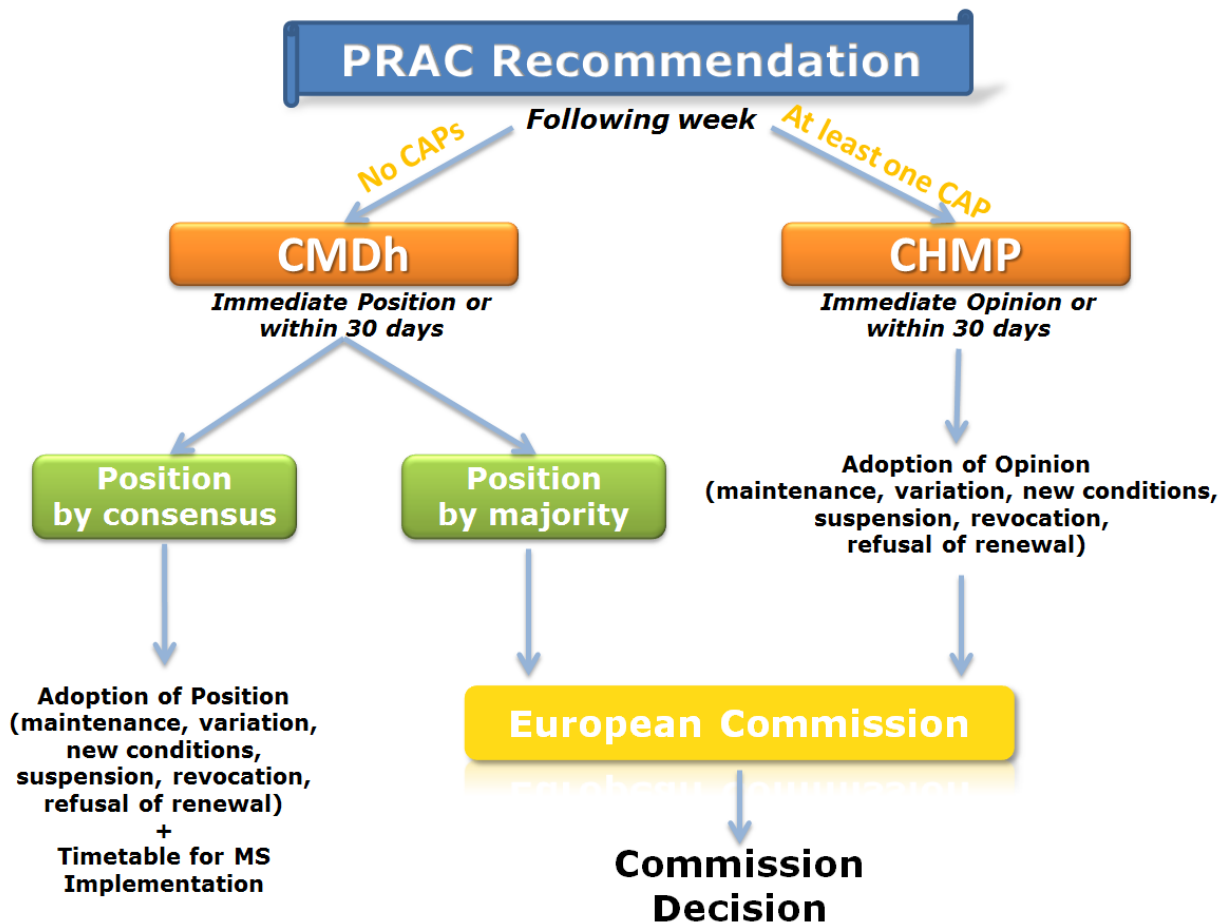 PRAC Recommendation
Following week
No CAPs
At least one CAP
CMDh
Immediate Position or
within 30 days
CHMP
Immediate Opinion or
within 30 days
Position
by consensus
Position
by majority
Adoption of Opinion
(maintenance, variation, new conditions,
suspension, revocation,
refusal of renewal)
Adoption of Position
(maintenance, variation,
new conditions,
suspension, revocation,
refusal of renewal)
+
Timetable for MS
Implementation
European Commission
Commission
Decision